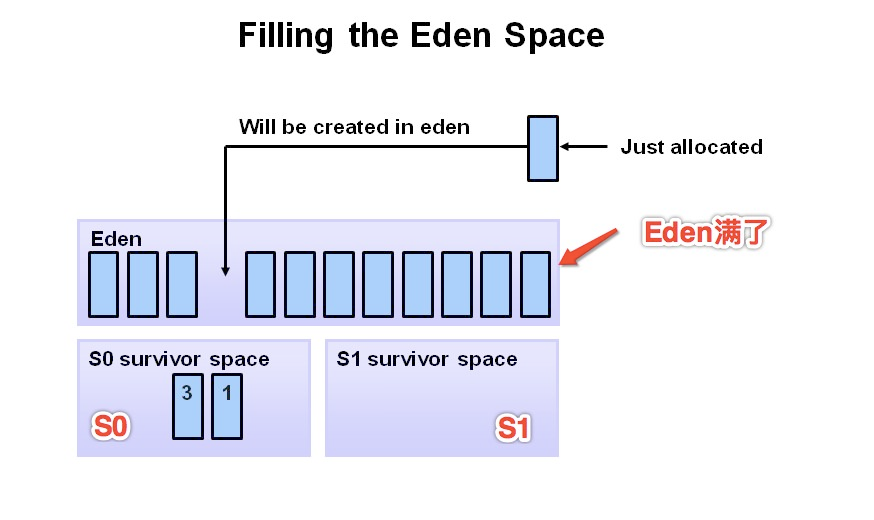 Filling the Eden Space
Will be created in eden
Just allocated
Eden满了
Eden
S0 survivor space
S1 survivor space
3
1
S0
S1